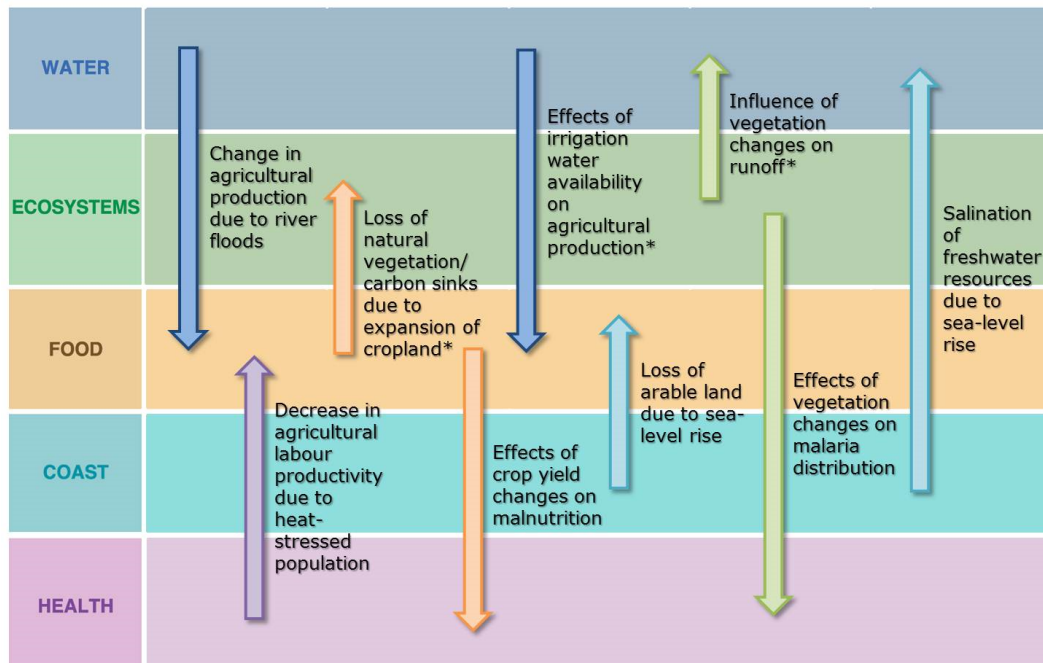 WATER
ECOSYSTEMS
FOOD
COAST
HEALTH
Change in
agricultural
production
due to river
floods
Decrease in
agricultural
labour
productivity
due to
heat-
stressed
population
Loss of
natural
vegetation/
carbon sinks
due to
expansion of
cropland*
Effects of
crop yield
changes on
malnutrition
Effects of
irrigation
water
availability
on
agricultural
production*
Loss of
arable land
due to sea-
level rise
Influence of
vegetation
changes on
runoff*
Effects of
vegetation
changes on
malaria
distribution
Salination of
freshwater
resources
due to
sea-level
rise